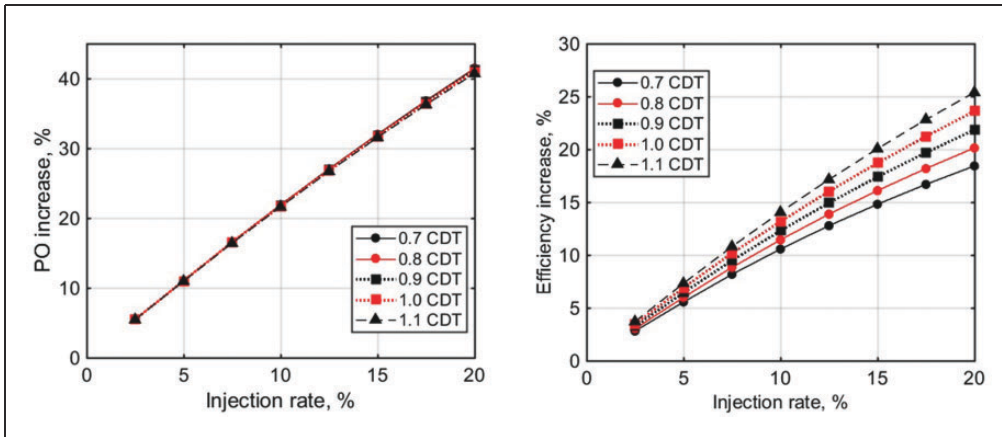 PO increase, %
40
30
20
10
0
0 5 10 15 20
Injection rate, %
0.7 CDT
0.8 CDT
0.9 CDT
1.0 CDT
1.1 CDT
Efficiency increase, %
30
25
20
15
10
5
0
0 5 10 15 20
Injection rate, %
0.7 CDT
0.8 CDT
0.9 CDT
1.0 CDT
1.1 CDT